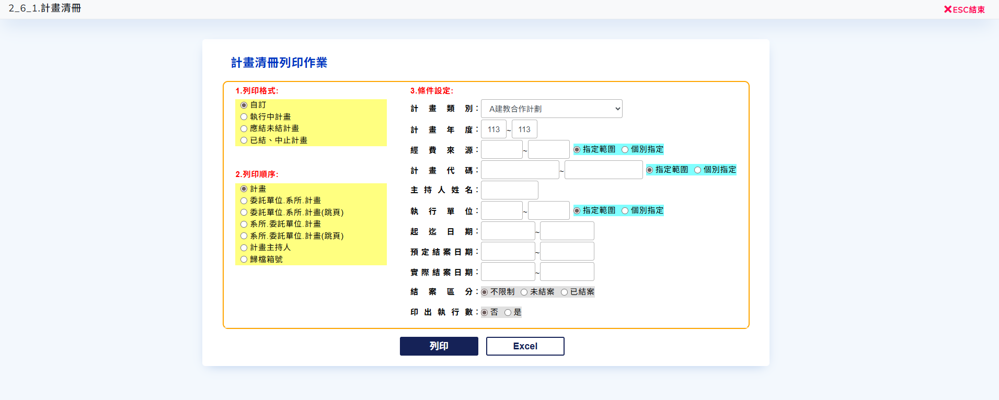 2_6_1.計畫清冊
ESC結束
計畫清冊列印作業
1.列印格式:
自訂
執行中計畫
應結未結計畫
已結、中止計畫
2.列印順序:
計畫
委託單位.系所.計畫
委託單位.系所.計畫(跳頁)
系所.委託單位.計畫
系所.委託單位.計畫(跳頁)
計畫主持人
歸檔箱號
3.條件設定:
計畫類別: A建教合作計劃
計畫年度: 113 ~ 113
經費來源: ~ 指定範圍 個別指定
計畫代碼: ~ 指定範圍 個別指定
主持人姓名:
執行單位: ~ 指定範圍 個別指定
起迄日期: ~
預定結案日期: ~
實際結案日期: ~
結案區分: 不限制 未結案 已結案
印出執行數: 否 是
列印 Excel